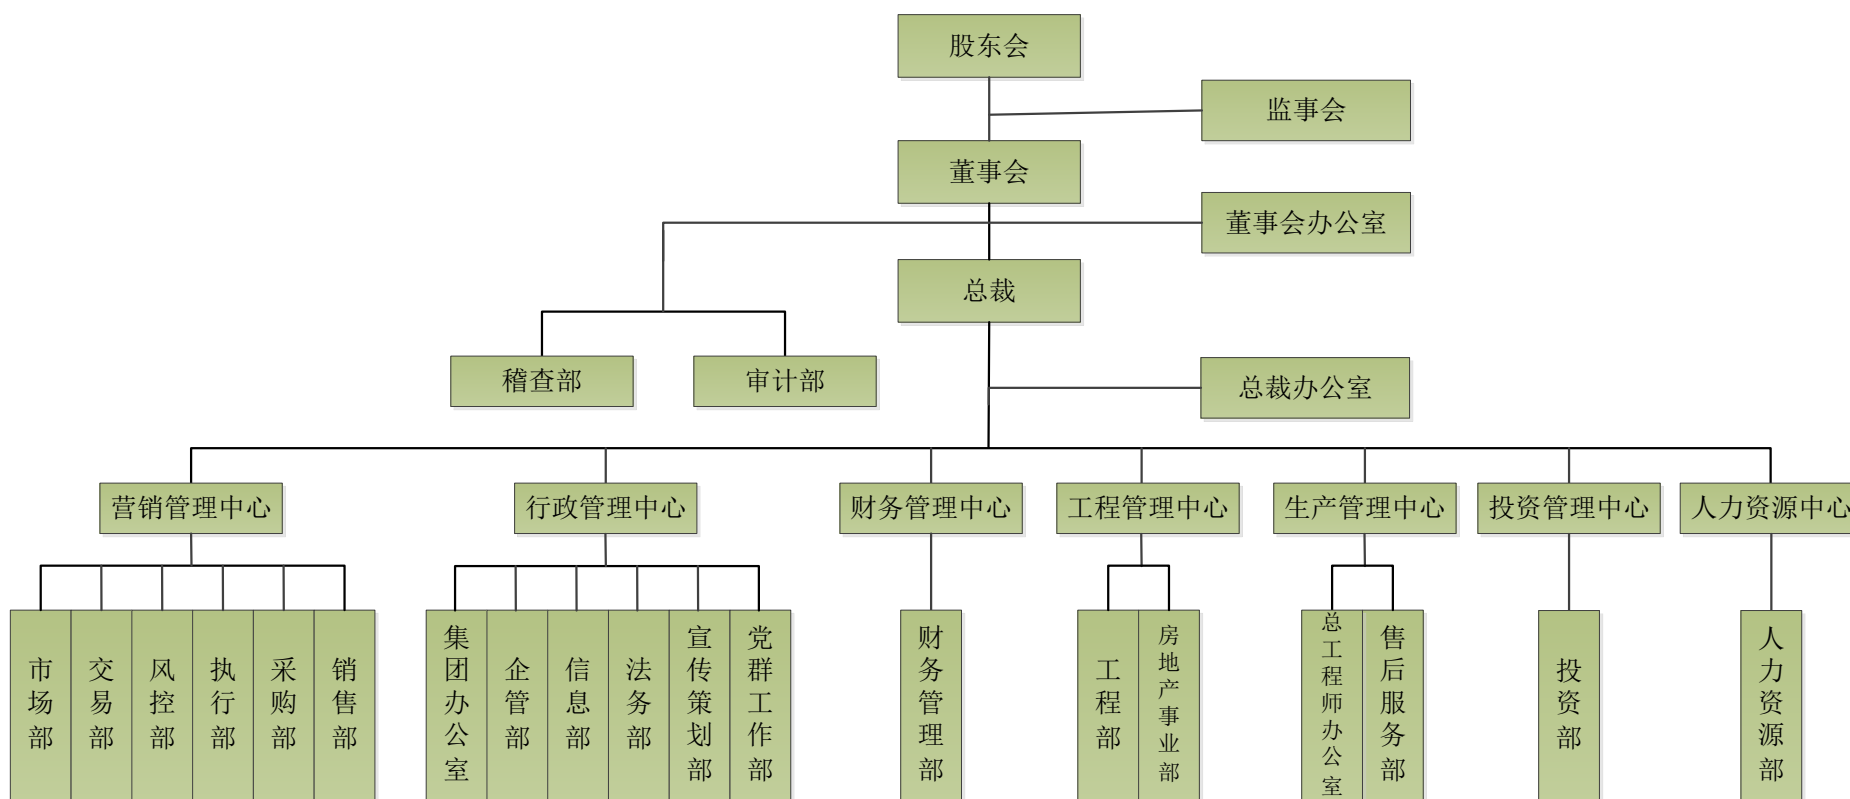 股东会
监事会
董事会
董事会办公室
总裁
稽查部
审计部
总裁办公室
营销管理中心
行政管理中心
财务管理中心
工程管理中心
生产管理中心
投资管理中心
人力资源中心
市场部
交易部
风控部
执行部
采购部
销售部
集团办公室
企管部
信息部
法务部
宣传策划部
党群工作部
财务管理部
工程部
房地产事业部
总工程师办公室
售后服务部
投资部
人力资源部